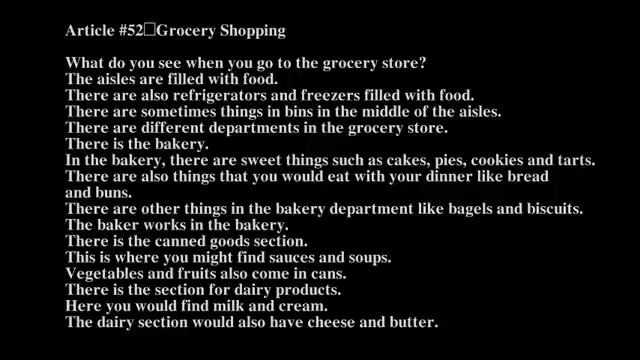 Article #52□Grocery Shopping
What do you see when you go to the grocery store?
The aisles are filled with food.
There are also refrigerators and freezers filled with food.
There are sometimes things in bins in the middle of the aisles.
There are different departments in the grocery store.
There is the bakery.
In the bakery, there are sweet things such as cakes, pies, cookies and tarts.
There are also things that you would eat with your dinner like bread
and buns.
There are other things in the bakery department like bagels and biscuits.
The baker works in the bakery.
There is the canned goods section.
This is where you might find sauces and soups.
Vegetables and fruits also come in cans.
There is the section for dairy products.
Here you would find milk and cream.
The dairy section would also have cheese and butter.